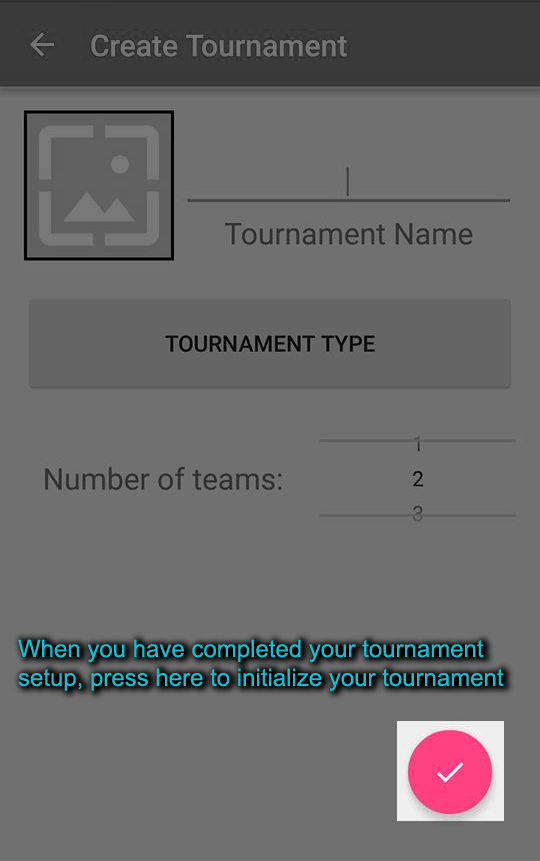 Create Tournament
Tournament Name
TOURNAMENT TYPE
1
Number of teams:
2
3
When you have completed your tournament
setup, press here to initialize your tournament